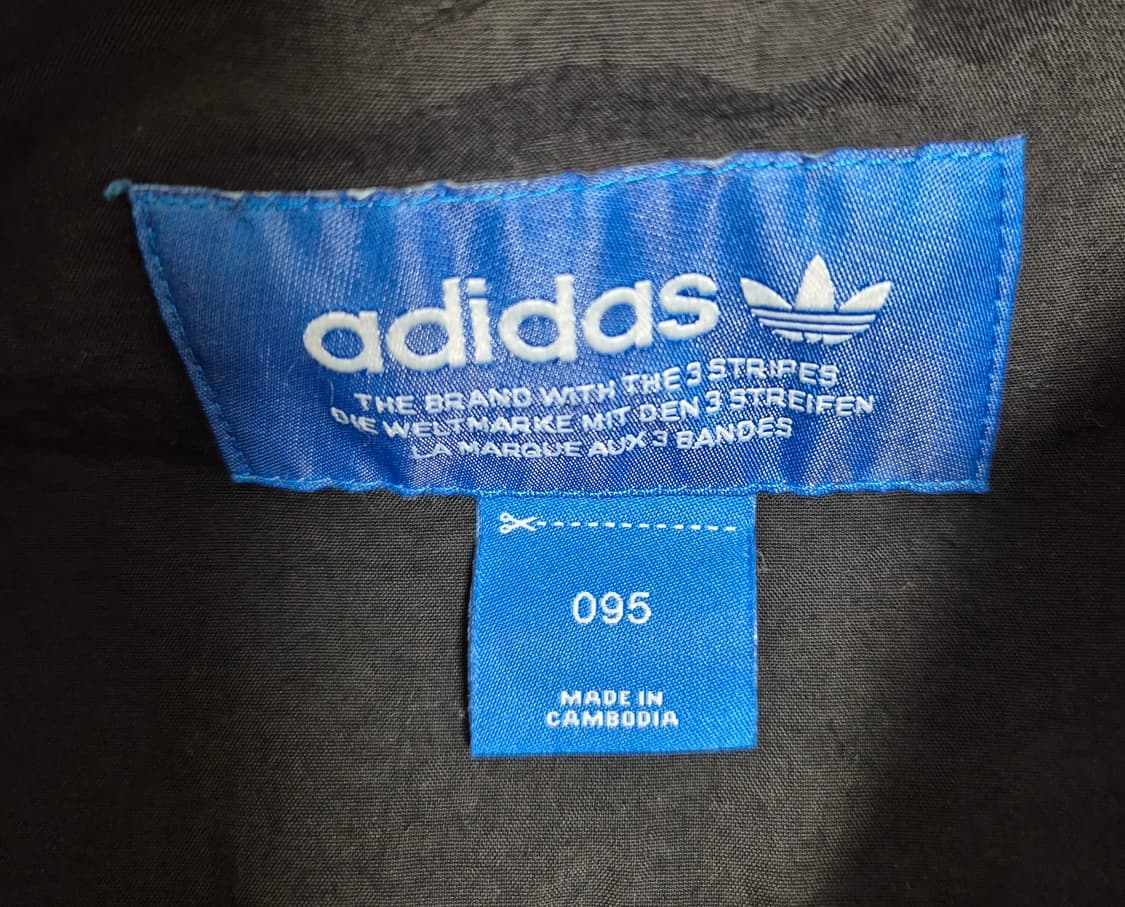 adidas
THE BRAND WITH THE 3 STRIPES
DIE WELTMARKE MIT DEN 3 STREIFEN
LA MARQUE AUX 3 BANDES
095
MADE IN
CAMBODIA